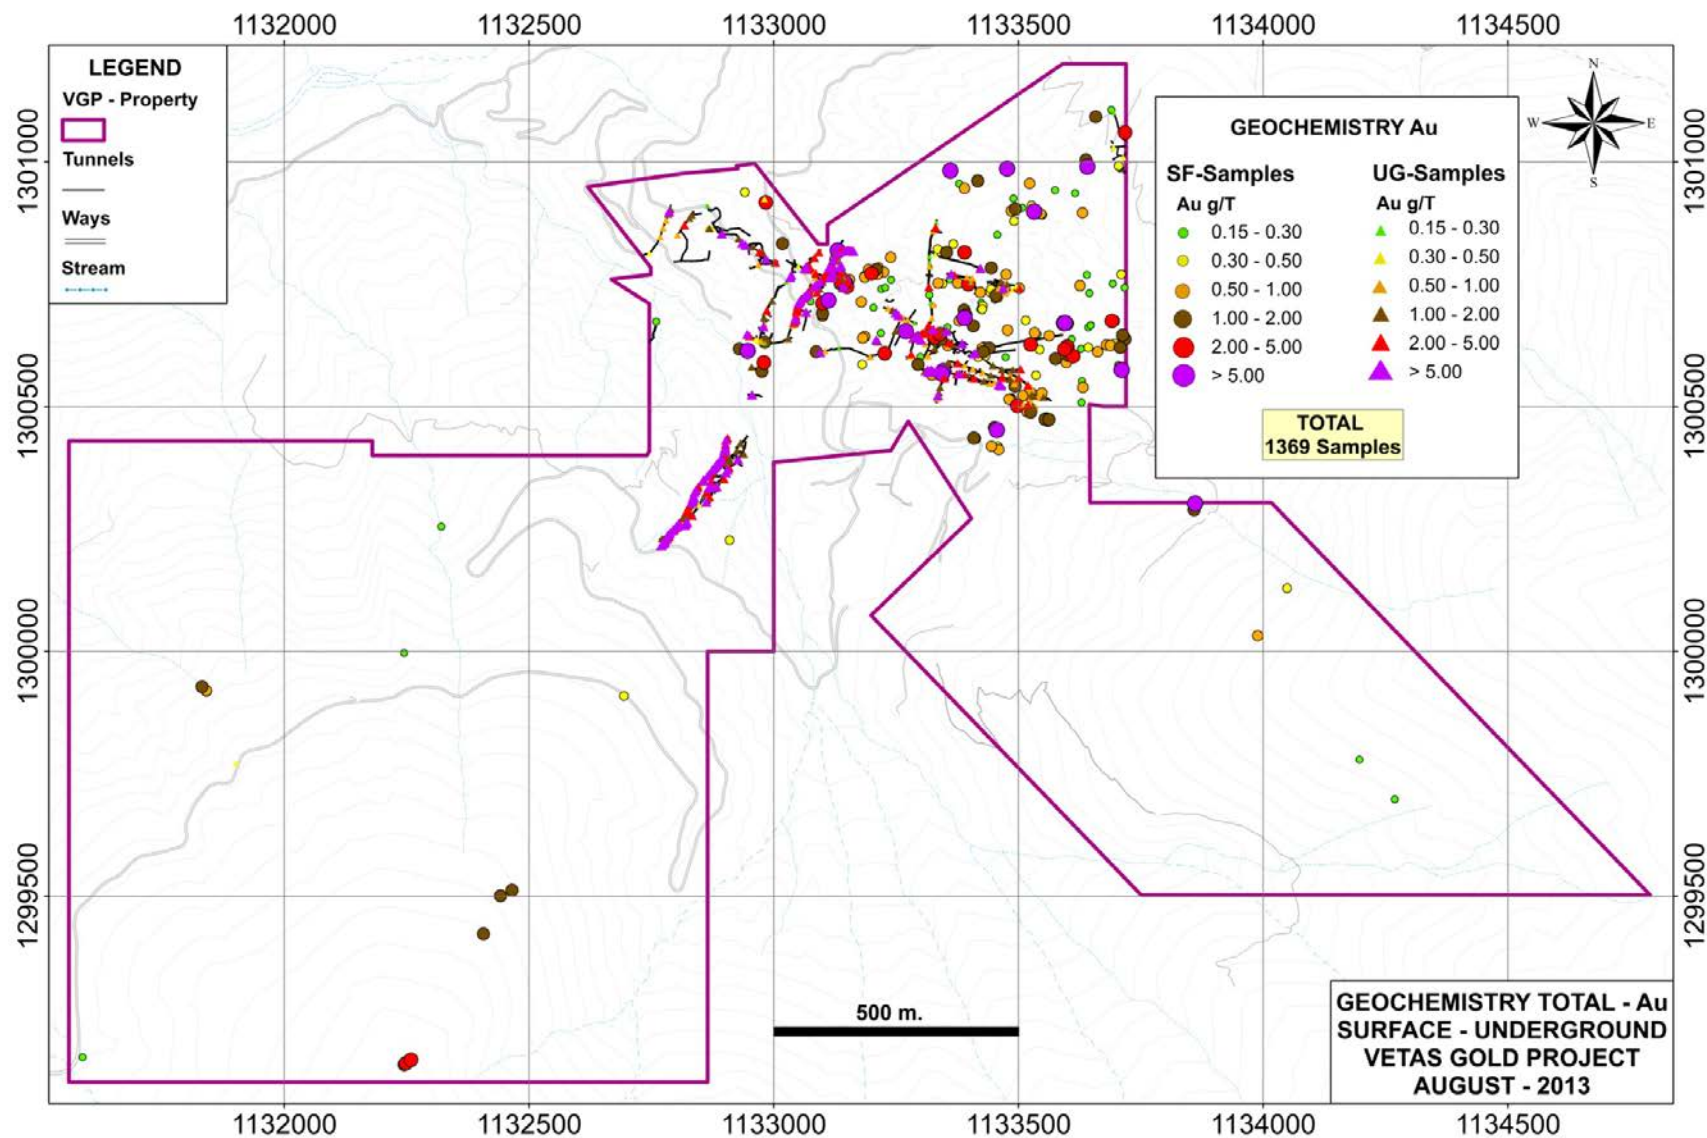 1132000 1132500 1133000 1133500 1134000 1134500
LEGEND
VGP - Property
Tunnels
Ways
Stream
GEOCHEMISTRY Au
SF-Samples UG-Samples
Au g/T Au g/T
0.15 - 0.30 0.15 - 0.30
0.30 - 0.50 0.30 - 0.50
0.50 - 1.00 0.50 - 1.00
1.00 - 2.00 1.00 - 2.00
2.00 - 5.00 2.00 - 5.00
> 5.00 > 5.00
TOTAL
1369 Samples
N
W E
S
1301000 1301000
1300500 1300500
1300000 1300000
1299500 1299500
500 m.
GEOCHEMISTRY TOTAL - Au
SURFACE - UNDERGROUND
VETAS GOLD PROJECT
AUGUST - 2013
1132000 1132500 1133000 1133500 1134000 1134500